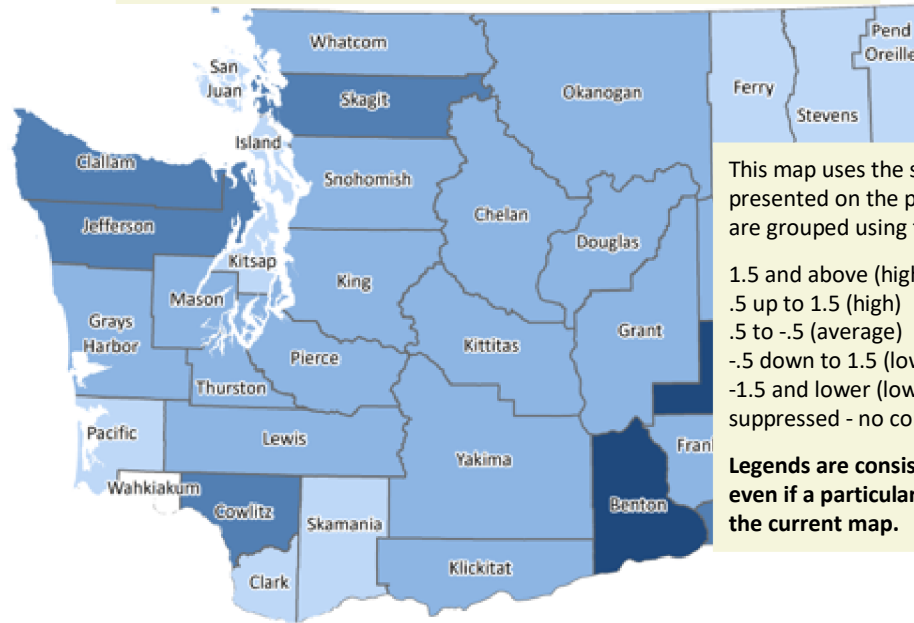 Whatcom
San
Juan
Skagit
Okanogan
Ferry
Stevens
Pend
Oreille
Island
Clallam
Snohomish
Jefferson
Chelan
Douglas
Kitsap
King
Mason
Grays
Harbor
Pierce
Kittitas
Grant
Thurston
Pacific
Lewis
Yakima
Wahkiakum
Cowlitz
Skamania
Benton
Clark
Klickitat
This map uses the s
presented on the p
are grouped using
1.5 and above (high
.5 up to 1.5 (high)
.5 to -.5 (average)
-.5 down to 1.5 (lov
-1.5 and lower (low
suppressed - no co
Legends are consis
even if a particular
the current map.
Fran